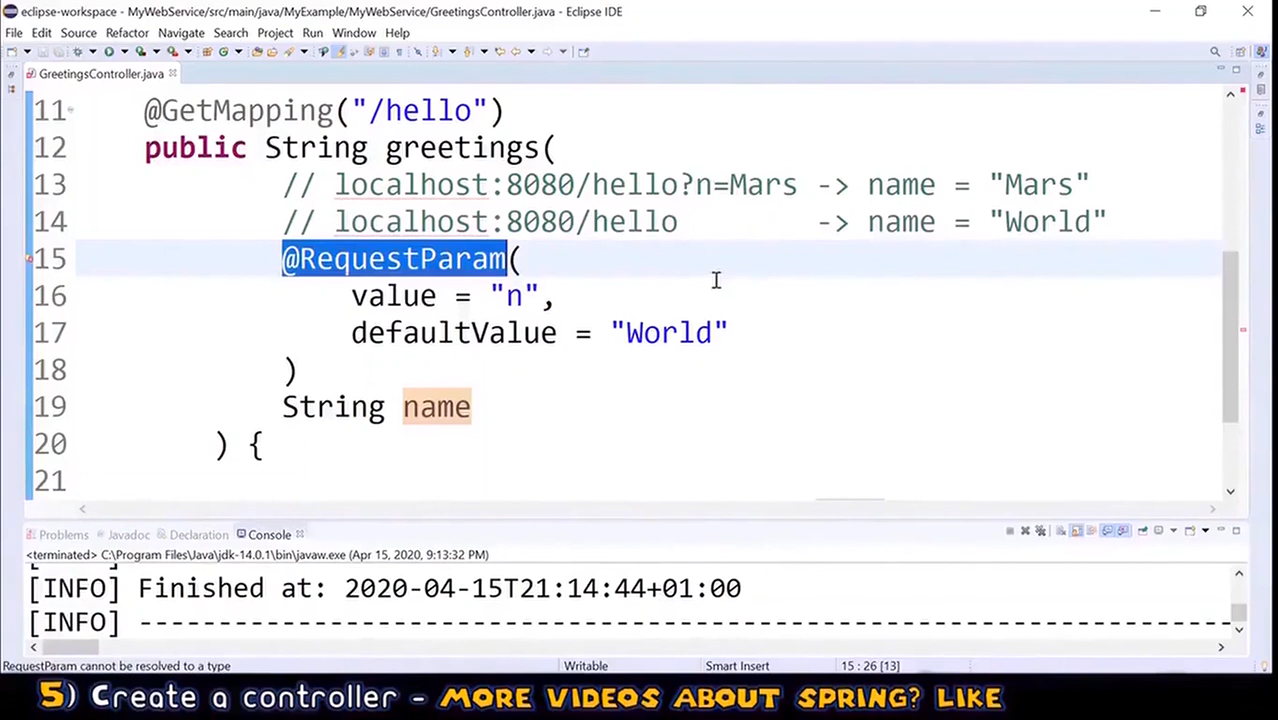 eclipse-workspace - MyWebService/src/main/java/MyExample/MyWebService/GreetingsController.java - Eclipse IDE
File Edit Source Refactor Navigate Search Project Run Window Help
GreetingsController.java
11 @GetMapping("/hello")
12 public String greetings(
13 // localhost:8080/hello?n=Mars -> name = "Mars"
14 // localhost:8080/hello -> name = "World"
15 @RequestParam(
16 value = "n",
17 defaultValue = "World"
18 )
19 String name
20 ) {
21
Problems Javadoc Declaration Console
<terminated> C:\Program Files\Java\jdk-14.0.1\bin\javaw.exe (Apr 15, 2020, 9:13:32 PM)
[INFO] Finished at: 2020-04-15T21:14:44+01:00
[INFO] ----------------------------------------------------------------
RequestParam cannot be resolved to a type Writable Smart Insert 15 : 26 [13]
5) Create a controller - MORE VIDEOS ABOUT SPRING? LIKE